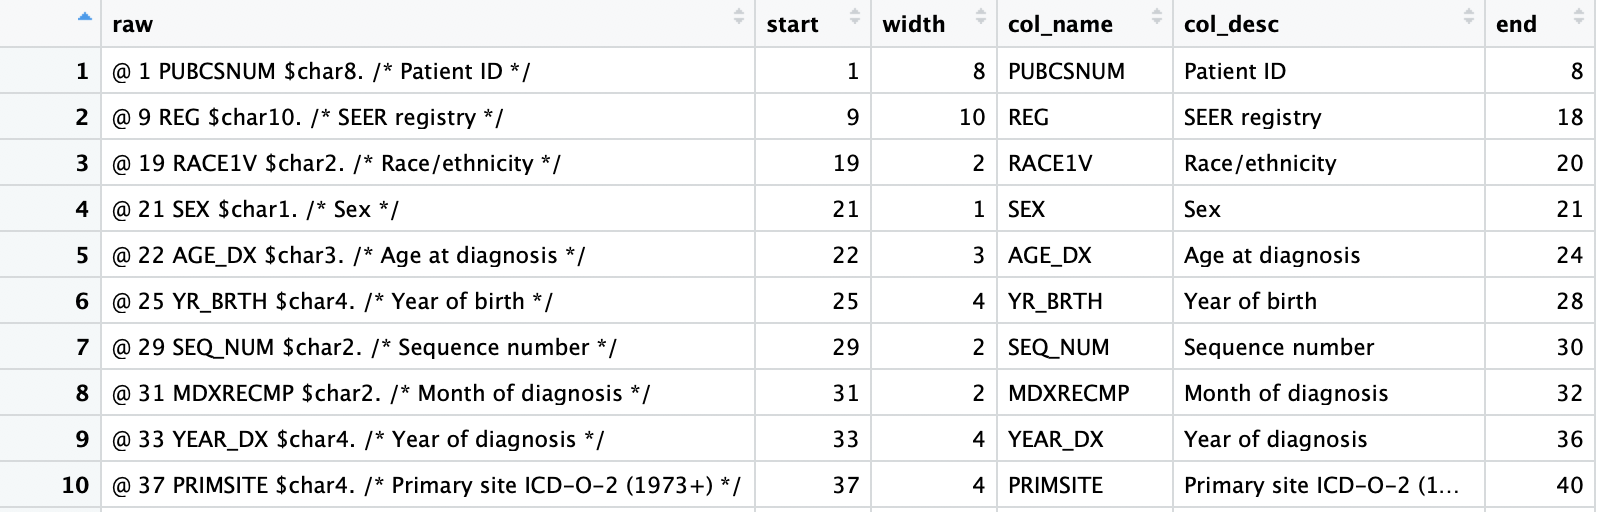 raw start width col_name col_desc end
1 @ 1 PUBCSNUM $char8. /* Patient ID */ 1 8 PUBCSNUM Patient ID 8
2 @ 9 REG $char10. /* SEER registry */ 9 10 REG SEER registry 18
3 @ 19 RACE1V $char2. /* Race/ethnicity */ 19 2 RACE1V Race/ethnicity 20
4 @ 21 SEX $char1. /* Sex */ 21 1 SEX Sex 21
5 @ 22 AGE_DX $char3. /* Age at diagnosis */ 22 3 AGE_DX Age at diagnosis 24
6 @ 25 YR_BRTH $char4. /* Year of birth */ 25 4 YR_BRTH Year of birth 28
7 @ 29 SEQ_NUM $char2. /* Sequence number */ 29 2 SEQ_NUM Sequence number 30
8 @ 31 MDXRECMP $char2. /* Month of diagnosis */ 31 2 MDXRECMP Month of diagnosis 32
9 @ 33 YEAR_DX $char4. /* Year of diagnosis */ 33 4 YEAR_DX Year of diagnosis 36
10 @ 37 PRIMSITE $char4. /* Primary site ICD-O-2 (1973+) */ 37 4 PRIMSITE Primary site ICD-O-2 (1... 40